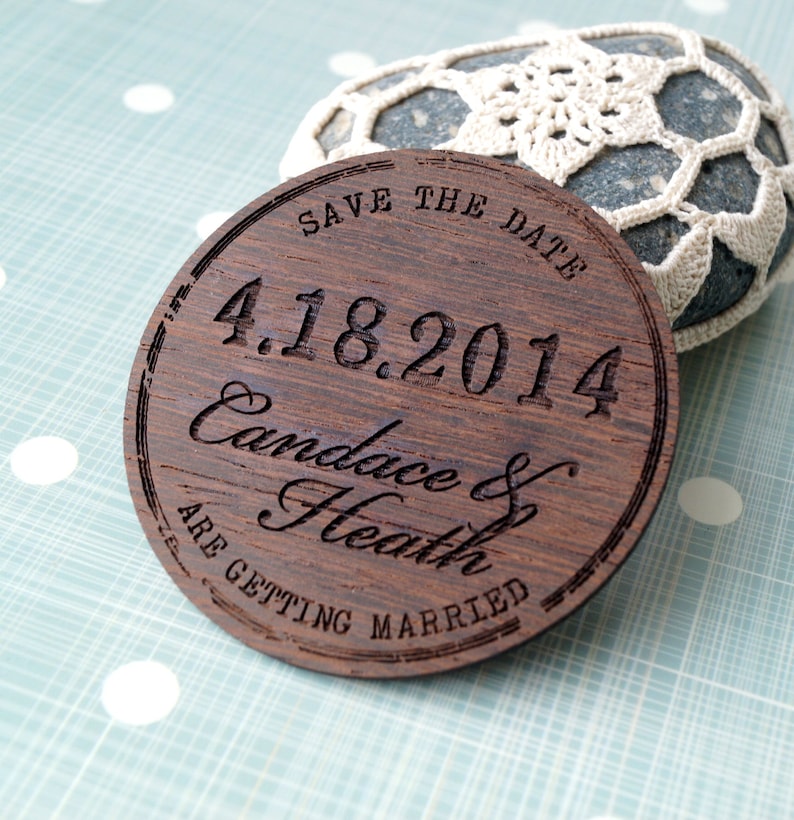 SAVE THE DATE
4.18.2014
Candace &
Heath
ARE GETTING MARRIED